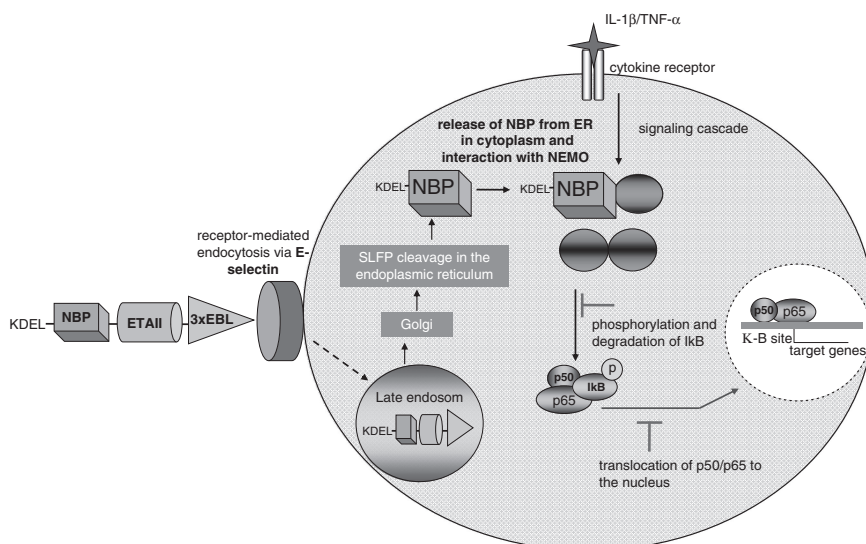 IL-1β/TNF-α
cytokine receptor
signaling cascade
release of NBP from ER
in cytoplasm and
interaction with NEMO
KDEL
NBP
KDEL
NBP
SLFP cleavage in the
endoplasmic reticulum
Golgi
receptor-mediated
endocytosis via E-
selectin
KDEL
NBP
ETAII
3xEBL
Late endosom
KDEL
phosphorylation and
degradation of IkB
p50
p65
IkB
P
translocation of p50/p65 to
the nucleus
p50
p65
K-B site
target genes